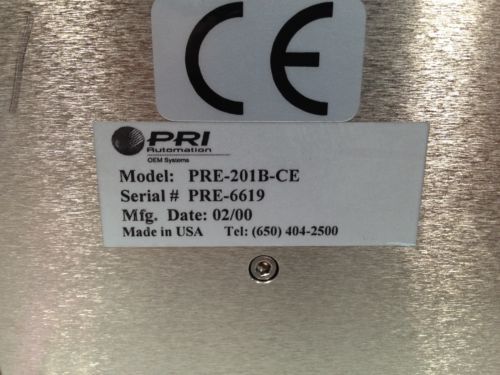 CE
PRI
Automation
OEM Systems
Model: PRE-201B-CE
Serial # PRE-6619
Mfg. Date: 02/00
Made in USA Tel: (650) 404-2500